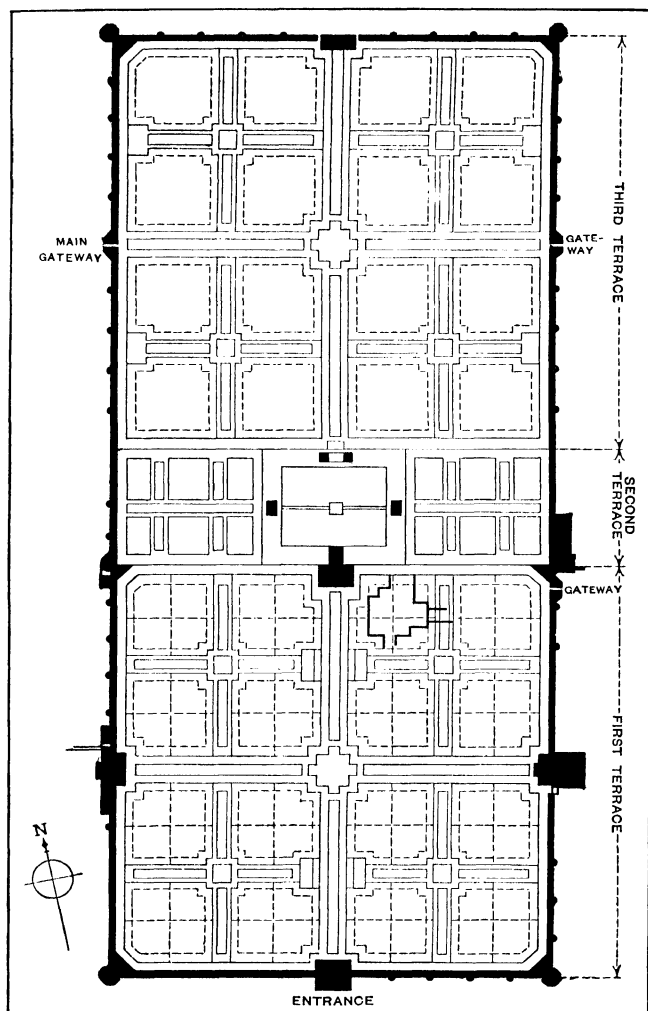 THIRD TERRACE
MAIN
GATEWAY
GATE-
WAY
SECOND
TERRACE
GATEWAY
FIRST TERRACE
N
ENTRANCE